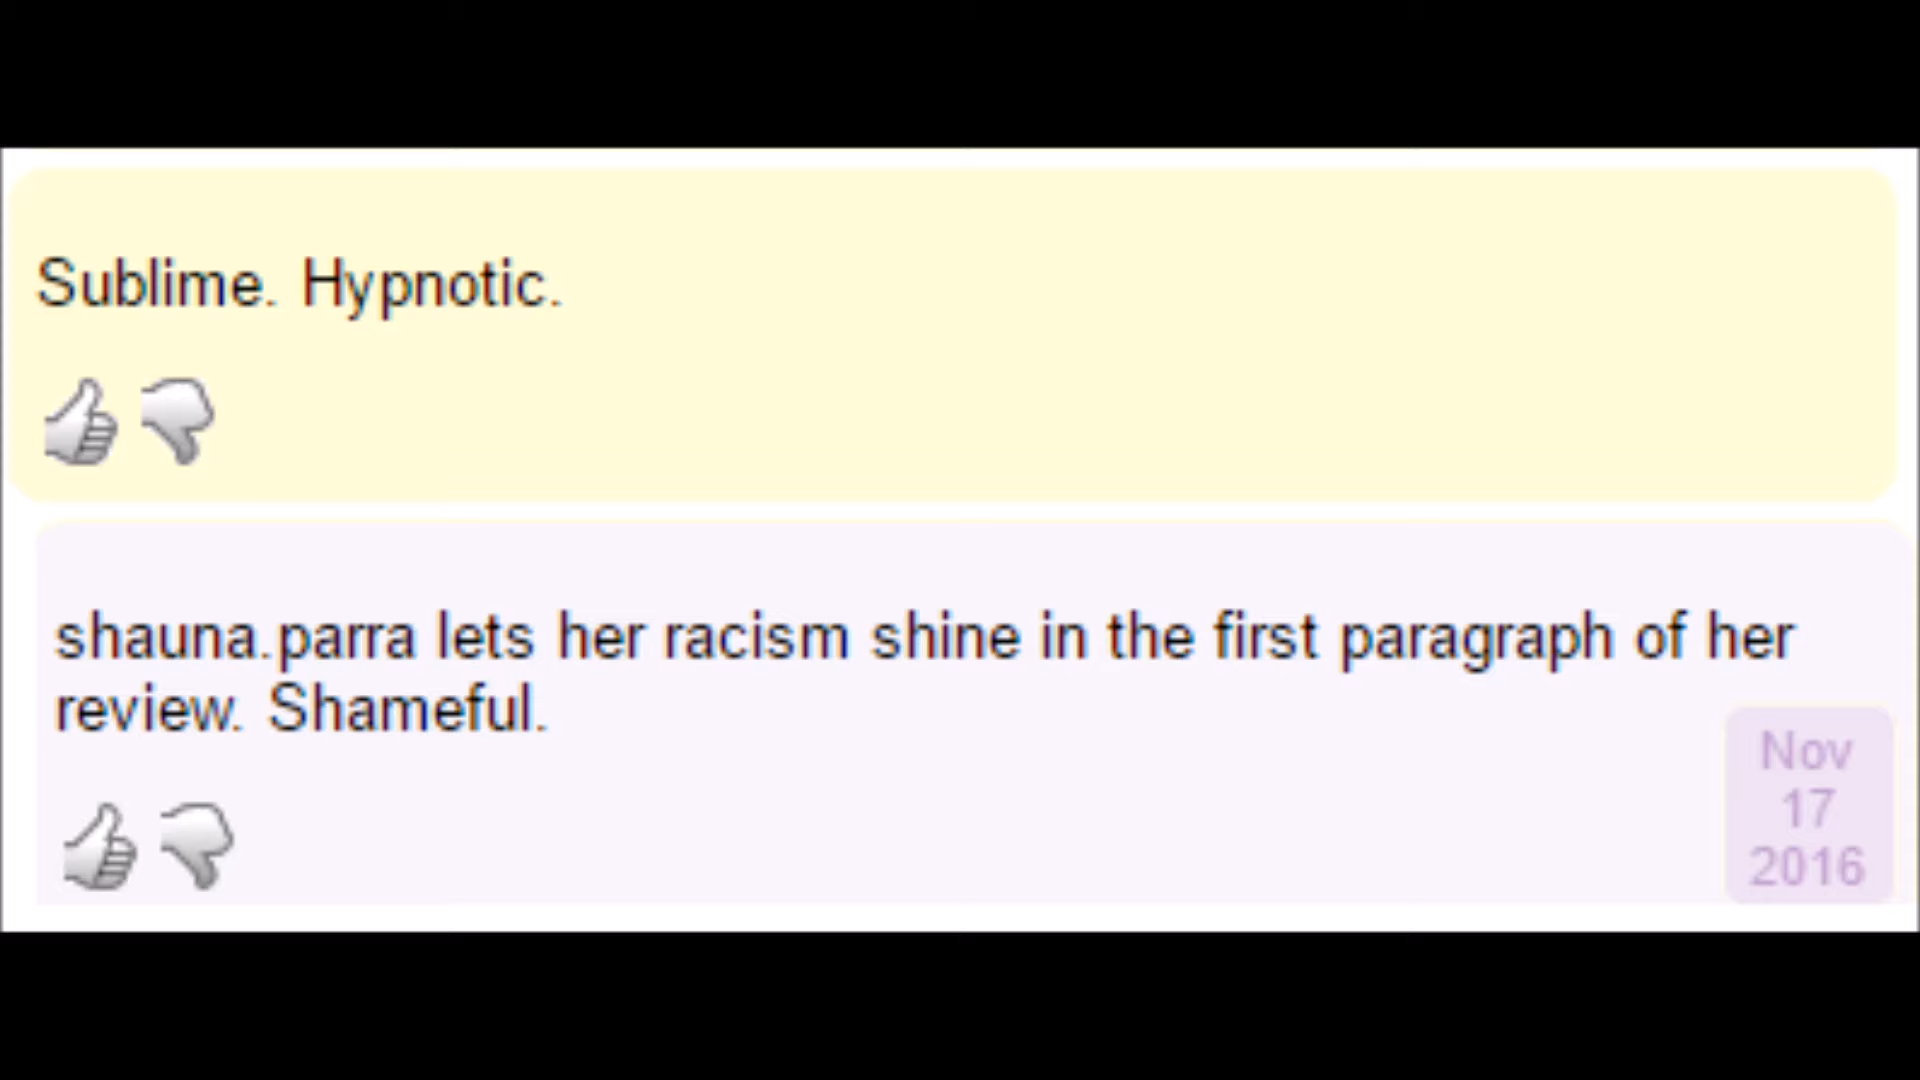 Sublime. Hypnotic.
shauna.parra lets her racism shine in the first paragraph of her
review. Shameful.
Nov
17
2016